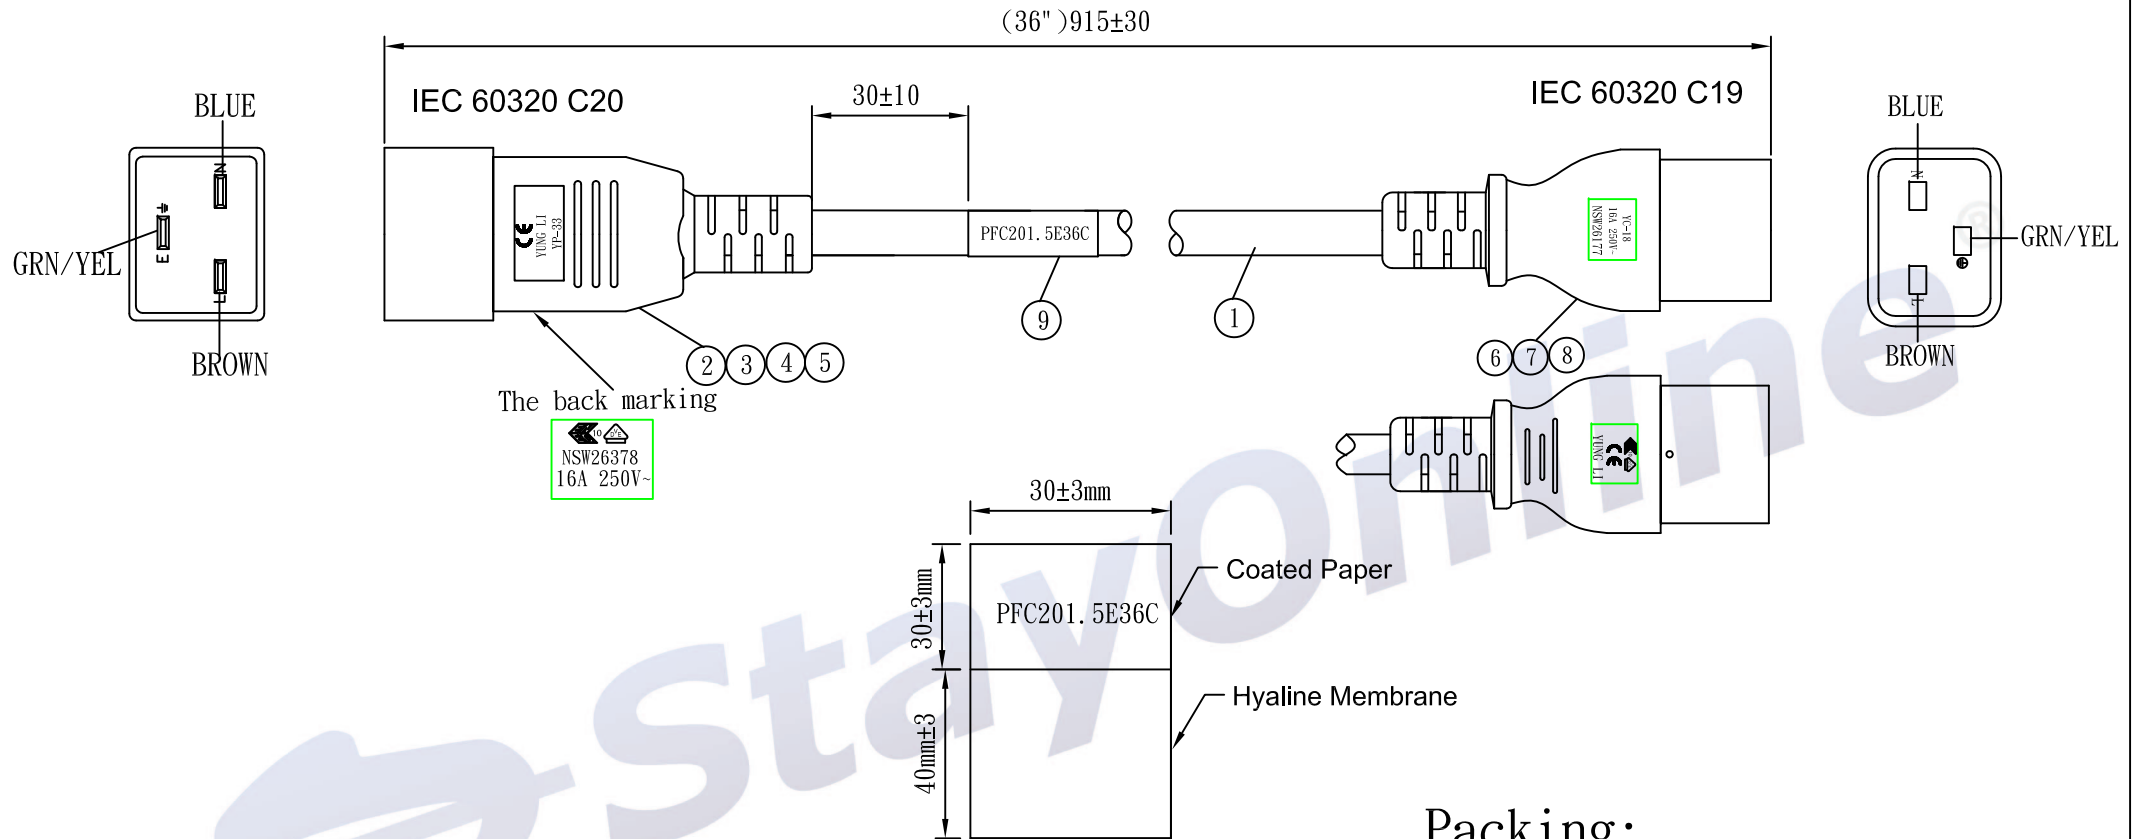 (36")915±30
IEC 60320 C20
30±10
IEC 60320 C19
BLUE
BLUE
N
E
L
GRN/YEL
BROWN
CE
YUNG LI
YP-33
PFC201.5E36C
YC-18
16A 250V~
NSW26177
N
L
GRN/YEL
BROWN
®
9
1
2
3
4
5
6
7
8
The back marking
10
VDE
NSW26378
16A 250V~
CE
YUNG LI
30±3mm
30±3mm
PFC201.5E36C
Coated Paper
40mm±3
Hyaline Membrane
StayOnline
Packing: